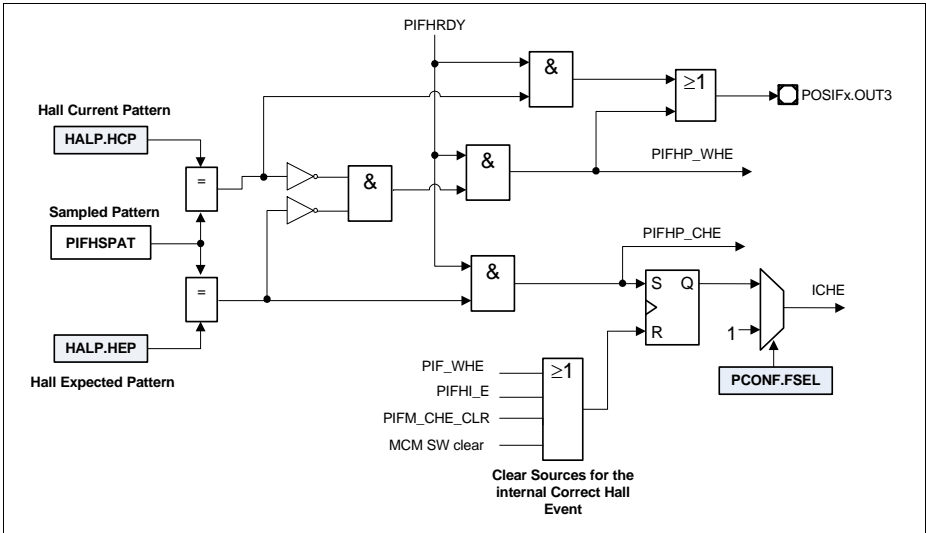 PIFHRDY
&
≥1
POSIFx.OUT3
Hall Current Pattern
HALP.HCP
&
PIFHP_WHE
=
&
Sampled Pattern
PIFHSPAT
PIFHP_CHE
&
=
S Q
ICHE
R
1
HALP.HEP
Hall Expected Pattern
PCONF.FSEL
PIF_WHE
≥1
PIFHI_E
PIFM_CHE_CLR
MCM SW clear
Clear Sources for the
internal Correct Hall
Event